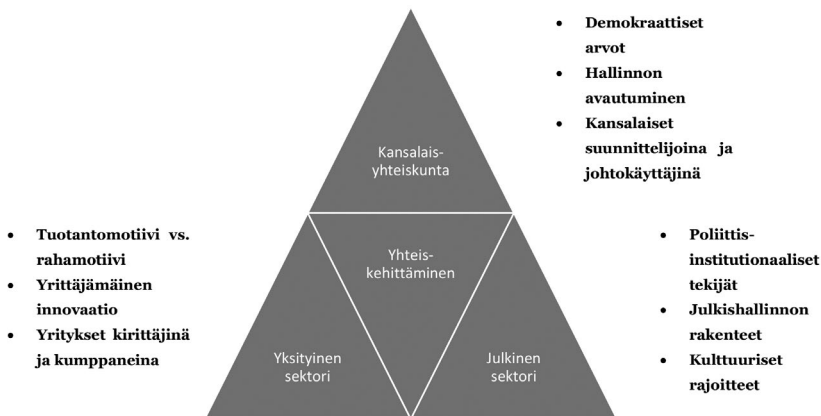 • Demokraattiset
arvot
• Hallinnon
avautuminen
• Kansalaiset
suunnittelijoina ja
johtokäyttäjinä
Kansalais-
yhteiskunta
• Tuotantomotiivi vs.
rahamotiivi
• Yrittäjämäinen
innovaatio
• Yritykset kirittäjinä
ja kumppaneina
Yhteis-
kehittäminen
Yksityinen
sektori
Julkinen
sektori
• Poliittis-
institutionaaliset
tekijät
• Julkishallinnon
rakenteet
• Kulttuuriset
rajoitteet